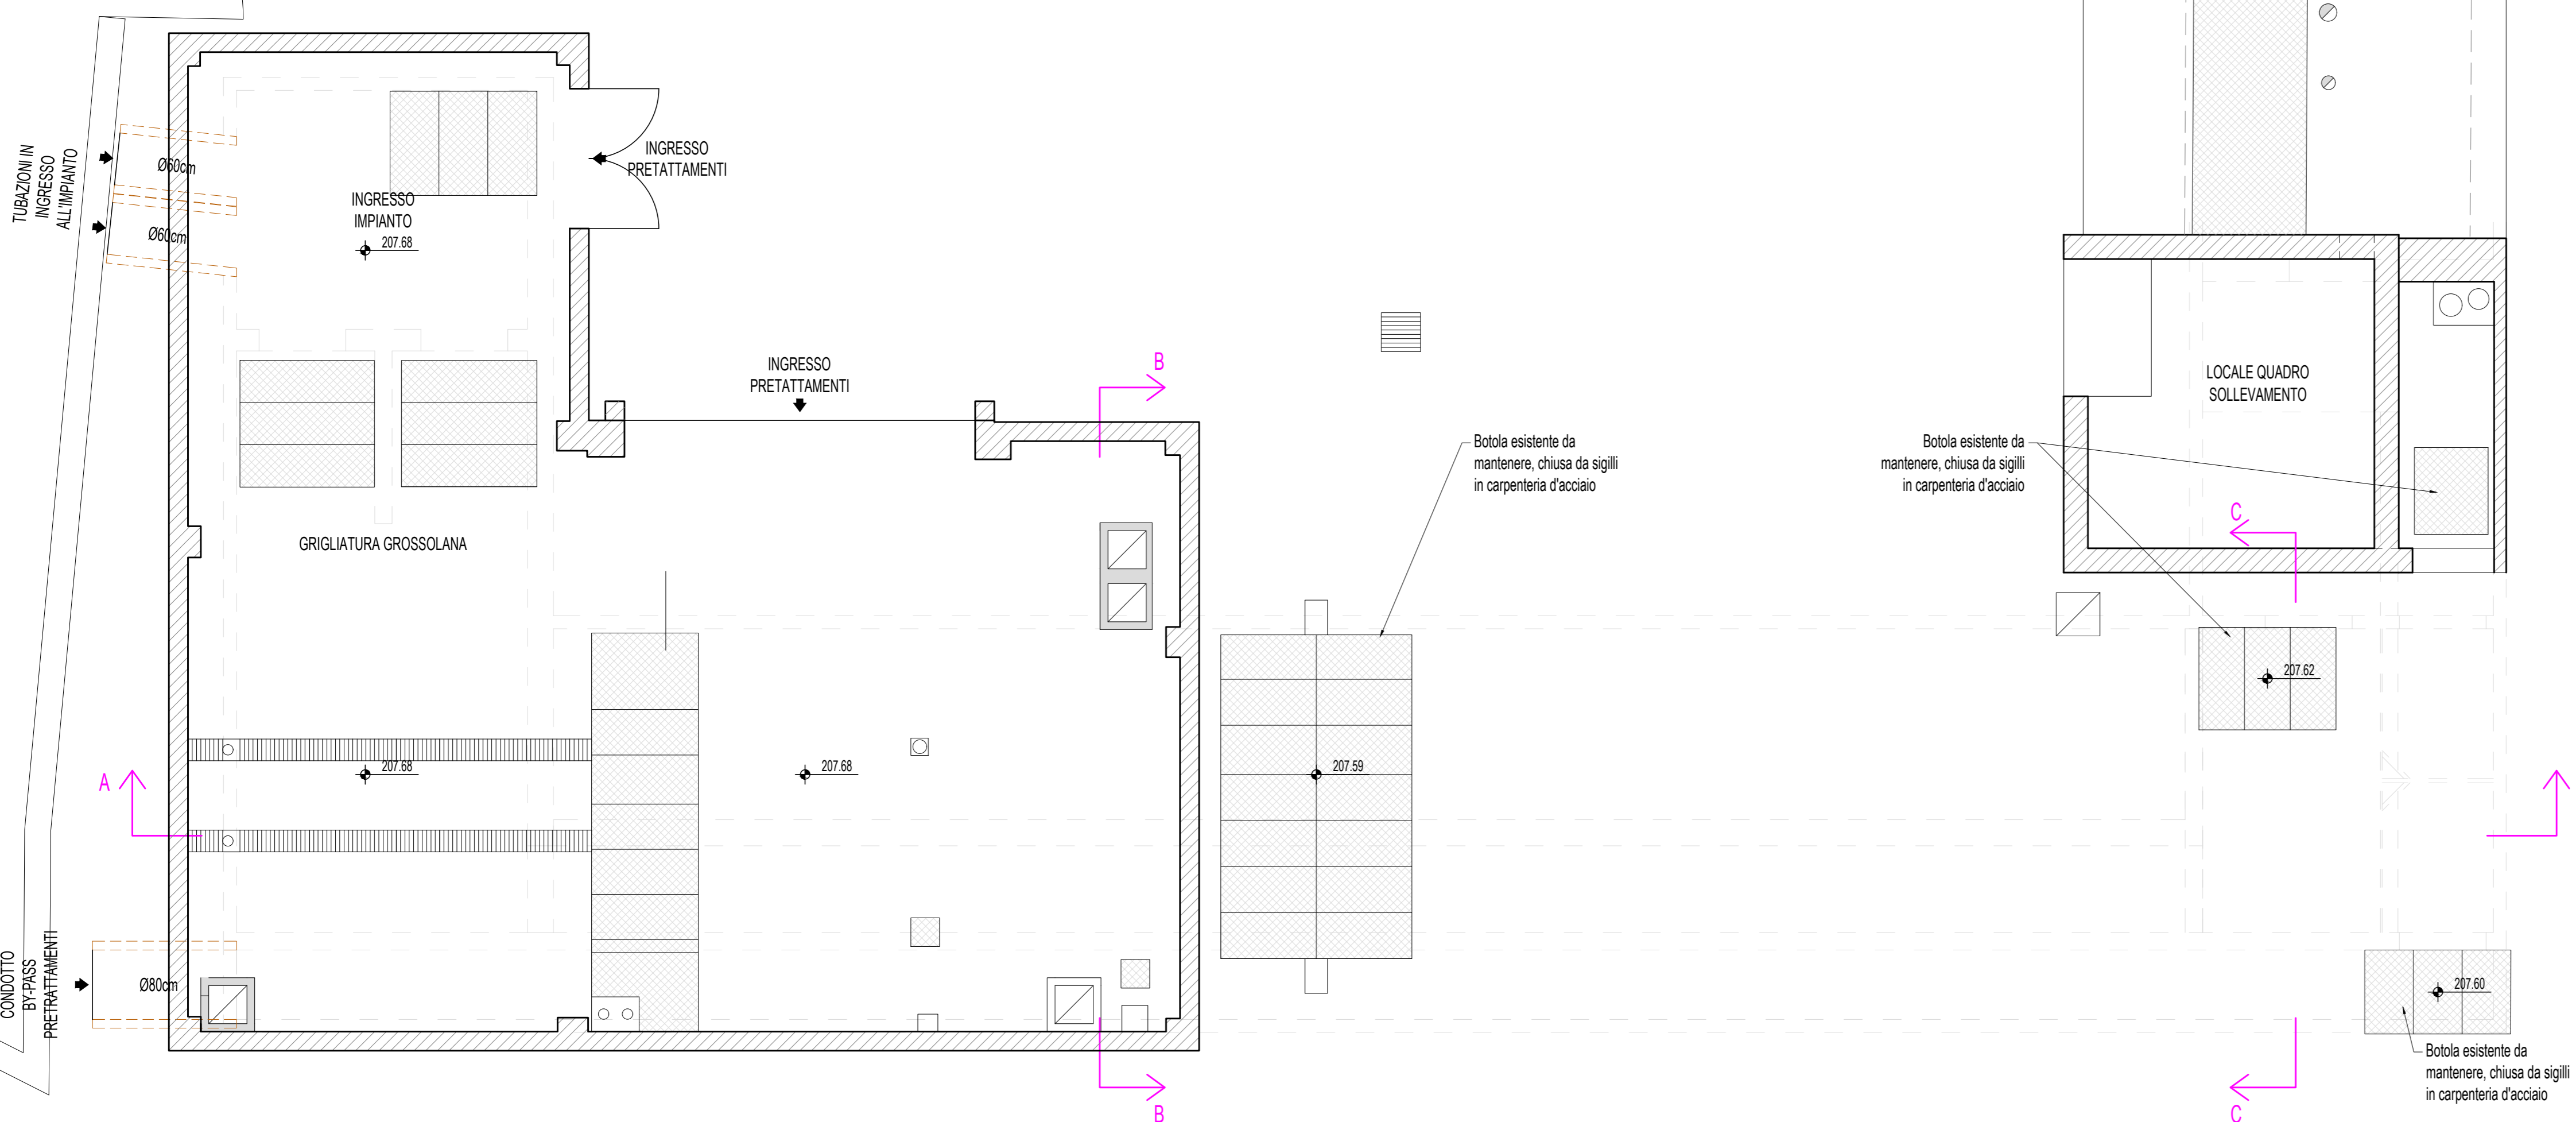 TUBAZIONI IN
INGRESSO
ALL'IMPIANTO
Ø60cm
Ø60cm
INGRESSO
IMPIANTO
207.68
INGRESSO
PRETATTAMENTI
INGRESSO
PRETATTAMENTI
B
GRIGLIATURA GROSSOLANA
Botola esistente da
mantenere, chiusa da sigilli
in carpenteria d'acciaio
Botola esistente da
mantenere, chiusa da sigilli
in carpenteria d'acciaio
LOCALE QUADRO
SOLLEVAMENTO
C
207.62
A
207.68
207.68
207.59
CONDOTTO
BY-PASS
PRETRATTAMENTI
Ø80cm
207.60
Botola esistente da
mantenere, chiusa da sigilli
in carpenteria d'acciaio
B
C